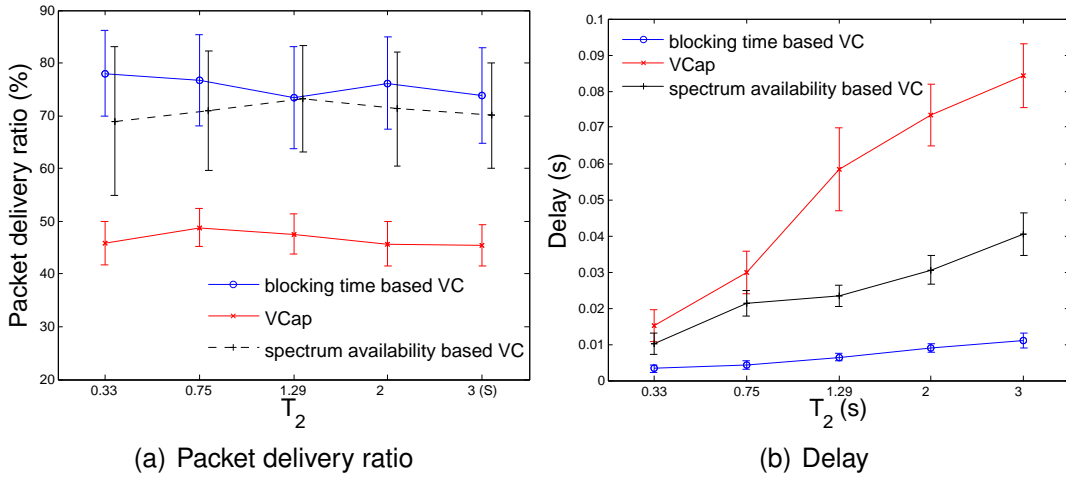 90
80
70
60
50
40
30
20
Packet delivery ratio (%)
blocking time based VC
VCap
spectrum availability based VC
0.33 0.75 1.29 2 3 (S)
T2
(a) Packet delivery ratio
0.1
0.09
0.08
0.07
0.06
0.05
0.04
0.03
0.02
0.01
0
Delay (s)
blocking time based VC
VCap
spectrum availability based VC
0.33 0.75 1.29 2 3
T2 (s)
(b) Delay